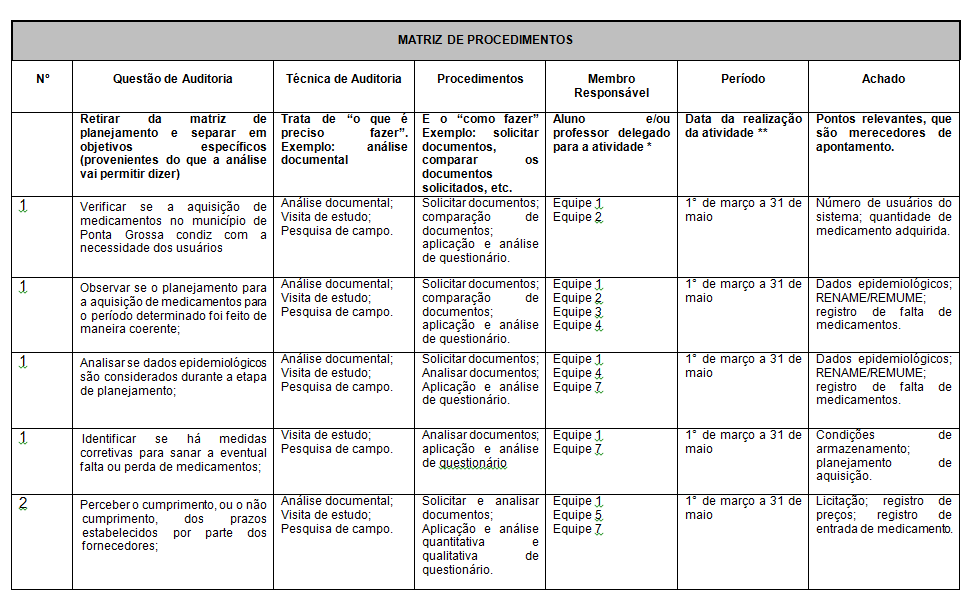 MATRIZ DE PROCEDIMENTOS
N° Questão de Auditoria Técnica de Auditoria Procedimentos Membro Responsável Período Achado
Retirar da matriz de
planejamento e separar em
objetivos específicos
(provenientes do que a análise
vai permitir dizer)
Trata de “o que é
preciso fazer”.
Exemplo: análise
documental
E o “como fazer”
Exemplo: solicitar
documentos,
comparar os
documentos
solicitados, etc.
Aluno e/ou
professor delegado
para a atividade *
Data da realização
da atividade **
Pontos relevantes, que
são merecedores de
apontamento.
1
Verificar se a aquisição de
medicamentos no município de
Ponta Grossa condiz com a
necessidade dos usuários
Análise documental;
Visita de estudo;
Pesquisa de campo.
Solicitar documentos;
comparação de
documentos;
aplicação e análise
de questionário.
Equipe 1
Equipe 2
1° de março a 31 de
maio
Número de usuários do
sistema; quantidade de
medicamento adquirida.
1
Observar se o planejamento para
a aquisição de medicamentos para
o período determinado foi feito de
maneira coerente;
Análise documental;
Visita de estudo;
Pesquisa de campo.
Solicitar documentos;
comparação de
documentos;
aplicação e análise
de questionário.
Equipe 1
Equipe 2
Equipe 3
Equipe 4
1° de março a 31 de
maio
Dados epidemiológicos;
RENAME/REMUME;
registro de falta de
medicamentos.
1
Analisar se dados epidemiológicos
são considerados durante a etapa
de planejamento;
Análise documental;
Visita de estudo;
Pesquisa de campo.
Solicitar documentos;
Analisar documentos;
Aplicação e análise
de questionário.
Equipe 1
Equipe 4
Equipe 7
1° de março a 31 de
maio
Dados epidemiológicos;
RENAME/REMUME;
registro de falta de
medicamentos.
1
Identificar se há medidas
corretivas para sanar a eventual
falta ou perda de medicamentos;
Visita de estudo;
Pesquisa de campo.
Analisar documentos;
aplicação e análise
de questionário
Equipe 1
Equipe 7
1° de março a 31 de
maio
Condições de
armazenamento;
planejamento de
aquisição.
2
Perceber o cumprimento, ou o não
cumprimento, dos prazos
estabelecidos por parte dos
fornecedores;
Análise documental;
Visita de estudo;
Pesquisa de campo.
Solicitar e analisar
documentos;
Aplicação e análise
quantitativa e
qualitativa de
questionário.
Equipe 1
Equipe 5
Equipe 7
1° de março a 31 de
maio
Licitação; registro de
preços; registro de
entrada de medicamento.